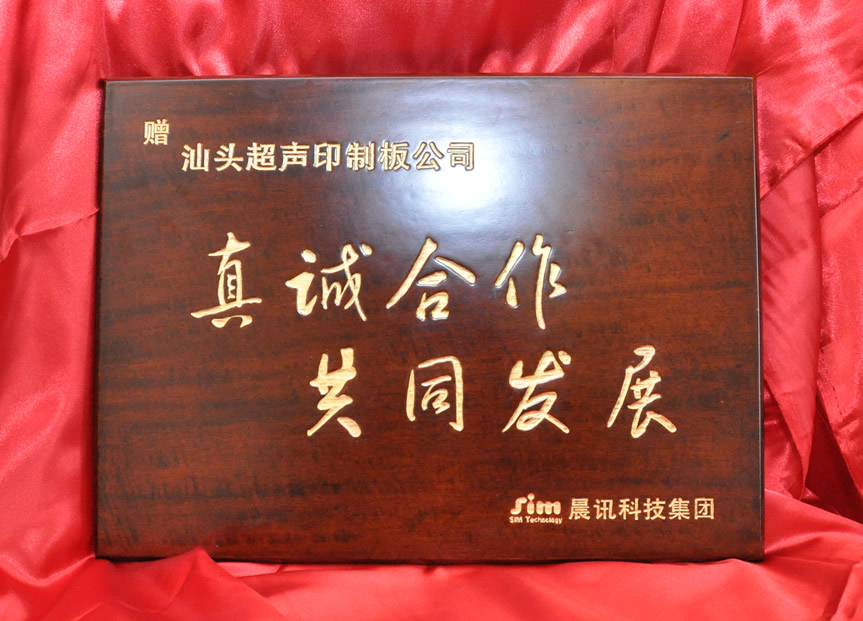 赠
汕头超声印制板公司
真诚合作
共同发展
Sim 晨讯科技集团
SIM Technology